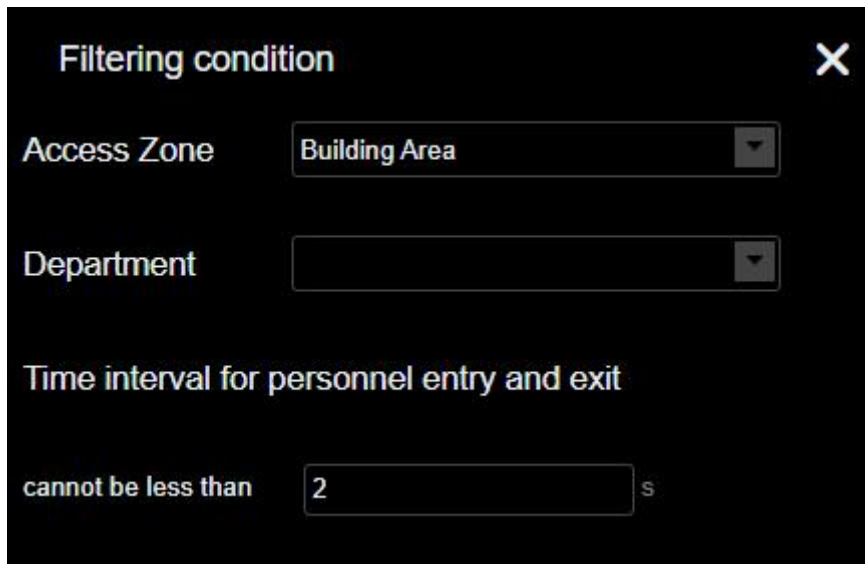 Filtering condition
Access Zone Building Area
Department
Time interval for personnel entry and exit
cannot be less than 2 s